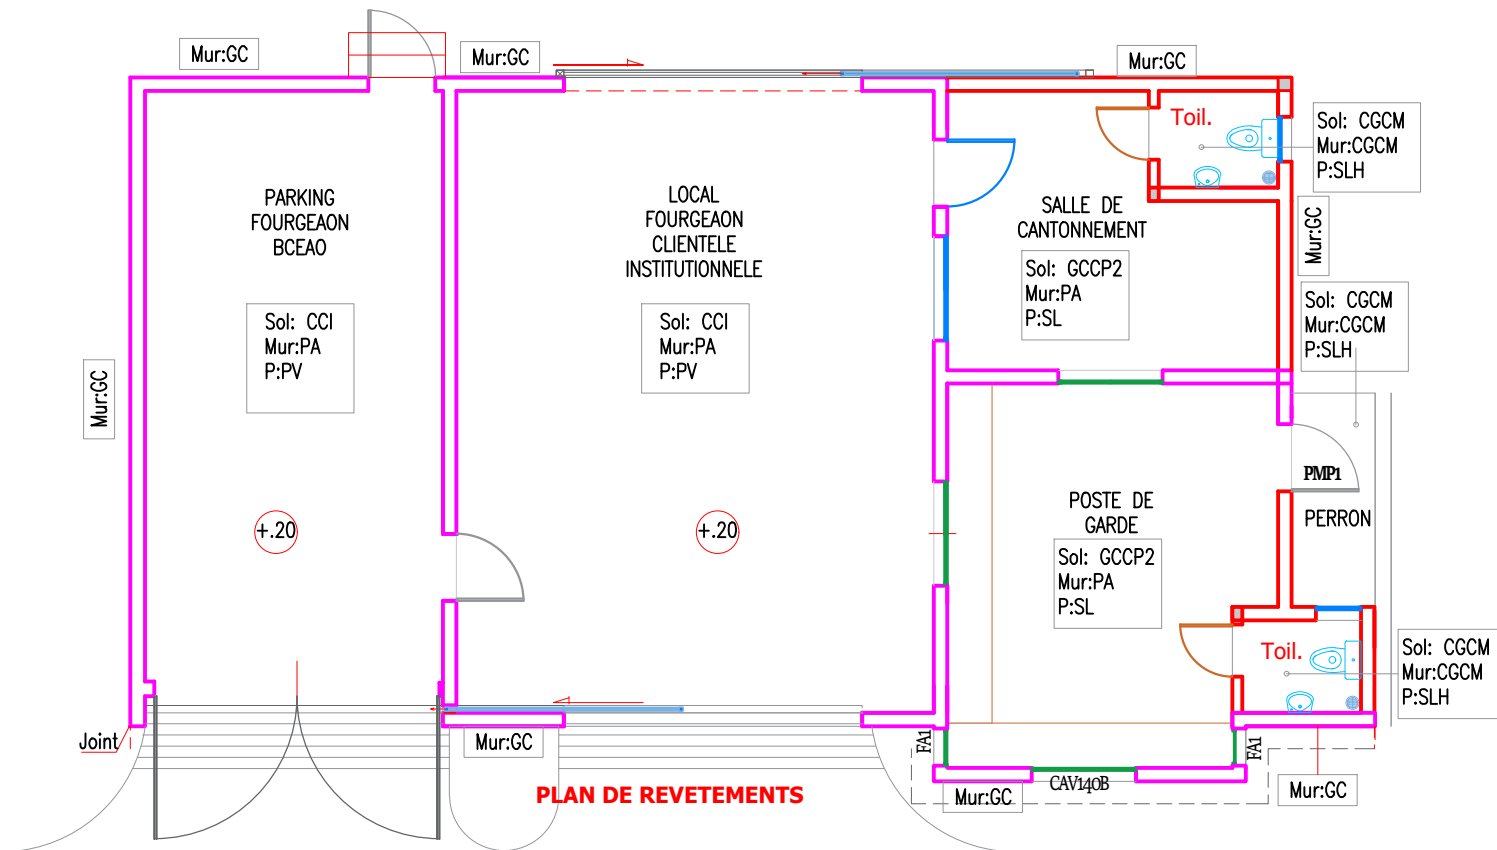 Mur:GC
Mur:GC
Mur:GC
Toil.
Sol: CGCM
Mur:CGCM
P:SLH
PARKING
FOURGEAON
BCEAO
LOCAL
FOURGEAON
CLIENTELE
INSTITUTIONNELE
SALLE DE
CANTONNEMENT
Mur:GC
Sol: GCCP2
Mur:PA
P:SL
Sol: CGCM
Mur:CGCM
P:SLH
Sol: CCI
Mur:PA
P:PV
Sol: CCI
Mur:PA
P:PV
Mur:GC
PMP1
POSTE DE
GARDE
PERRON
+.20
+.20
Sol: GCCP2
Mur:PA
P:SL
Toil.
Sol: CGCM
Mur:CGCM
P:SLH
Joint
Mur:GC
FA1
FA1
CAV140B
PLAN DE REVETEMENTS
Mur:GC
Mur:GC